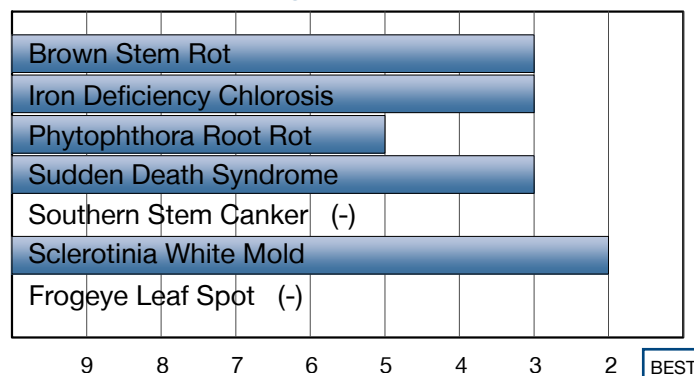 Brown Stem Rot
Iron Deficiency Chlorosis
Phytophthora Root Rot
Sudden Death Syndrome
Southern Stem Canker (-)
Sclerotinia White Mold
Frogeye Leaf Spot (-)
9 8 7 6 5 4 3 2 BEST